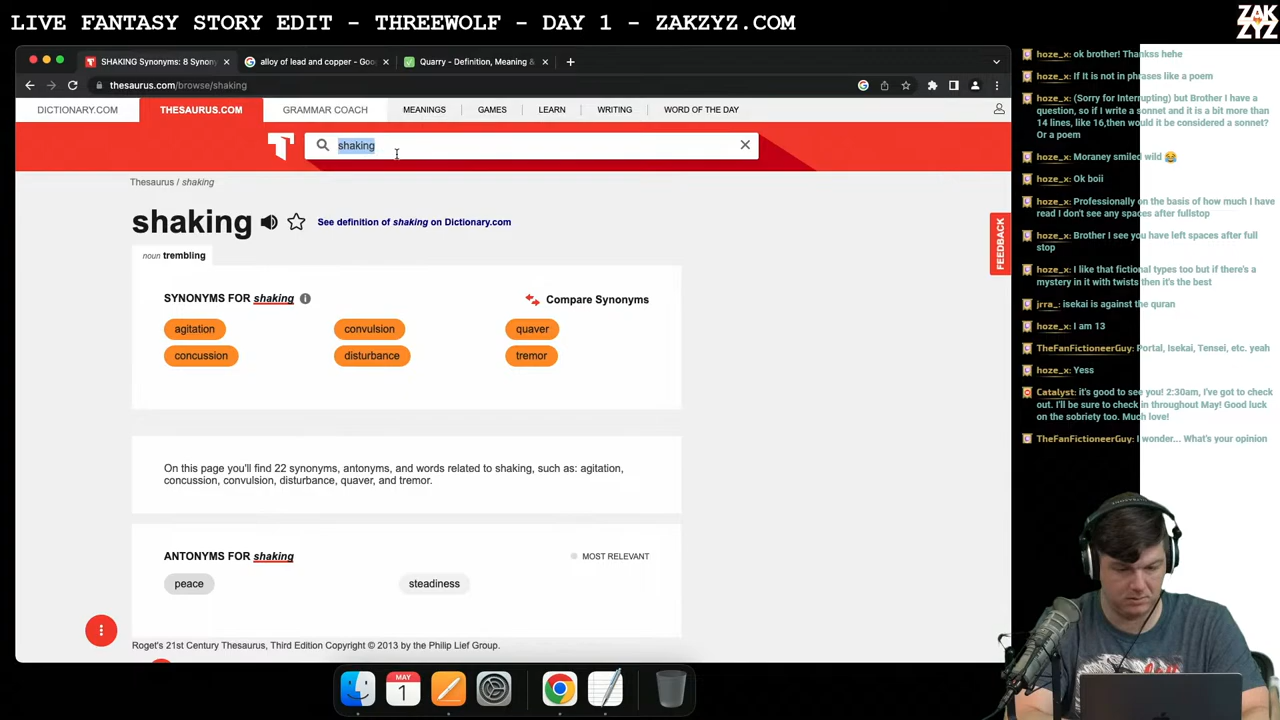 LIVE FANTASY STORY EDIT - THREEWOLF - DAY 1 - ZAKZYZ.COM
ZAK
ZYZ
SHAKING Synonyms: 8 Synony
alloy of lead and copper - Goo
Quarry – Definition, Meaning &
thesaurus.com/browse/shaking
DICTIONARY.COM
THESAURUS.COM
GRAMMAR COACH
MEANINGS
GAMES
LEARN
WRITING
WORD OF THE DAY
shaking
Thesaurus / shaking
shaking
See definition of shaking on Dictionary.com
noun trembling
SYNONYMS FOR shaking
Compare Synonyms
agitation
convulsion
quaver
concussion
disturbance
tremor
On this page you'll find 22 synonyms, antonyms, and words related to shaking, such as: agitation,
concussion, convulsion, disturbance, quaver, and tremor.
ANTONYMS FOR shaking
MOST RELEVANT
peace
steadiness
Roget's 21st Century Thesaurus, Third Edition Copyright © 2013 by the Philip Lief Group.
FEEDBACK
MAY
1
hoze_x: ok brother! Thankss hehe
hoze_x: If It is not in phrases like a poem
hoze_x: (Sorry for Interrupting) but Brother I have a
question, so if I write a sonnet and it is a bit more than
14 lines, like 16,then would it be considered a sonnet?
Or a poem
hoze_x: Moraney smiled wild 😂
hoze_x: Ok boii
hoze_x: Professionally on the basis of how much I have
read I don't see any spaces after fullstop
hoze_x: Brother I see you have left spaces after full
stop
hoze_x: I like that fictional types too but if there's a
mystery in it with twists then it's the best
jrra_: isekai is against the quran
hoze_x: I am 13
TheFanFictioneerGuy: Portal, Isekai, Tensei, etc. yeah
hoze_x: Yess
Catalyst: it's good to see you! 2:30am, I've got to check
out. I'll be sure to check in throughout May! Good luck
on the sobriety too. Much love!
TheFanFictioneerGuy: I wonder... What's your opinion